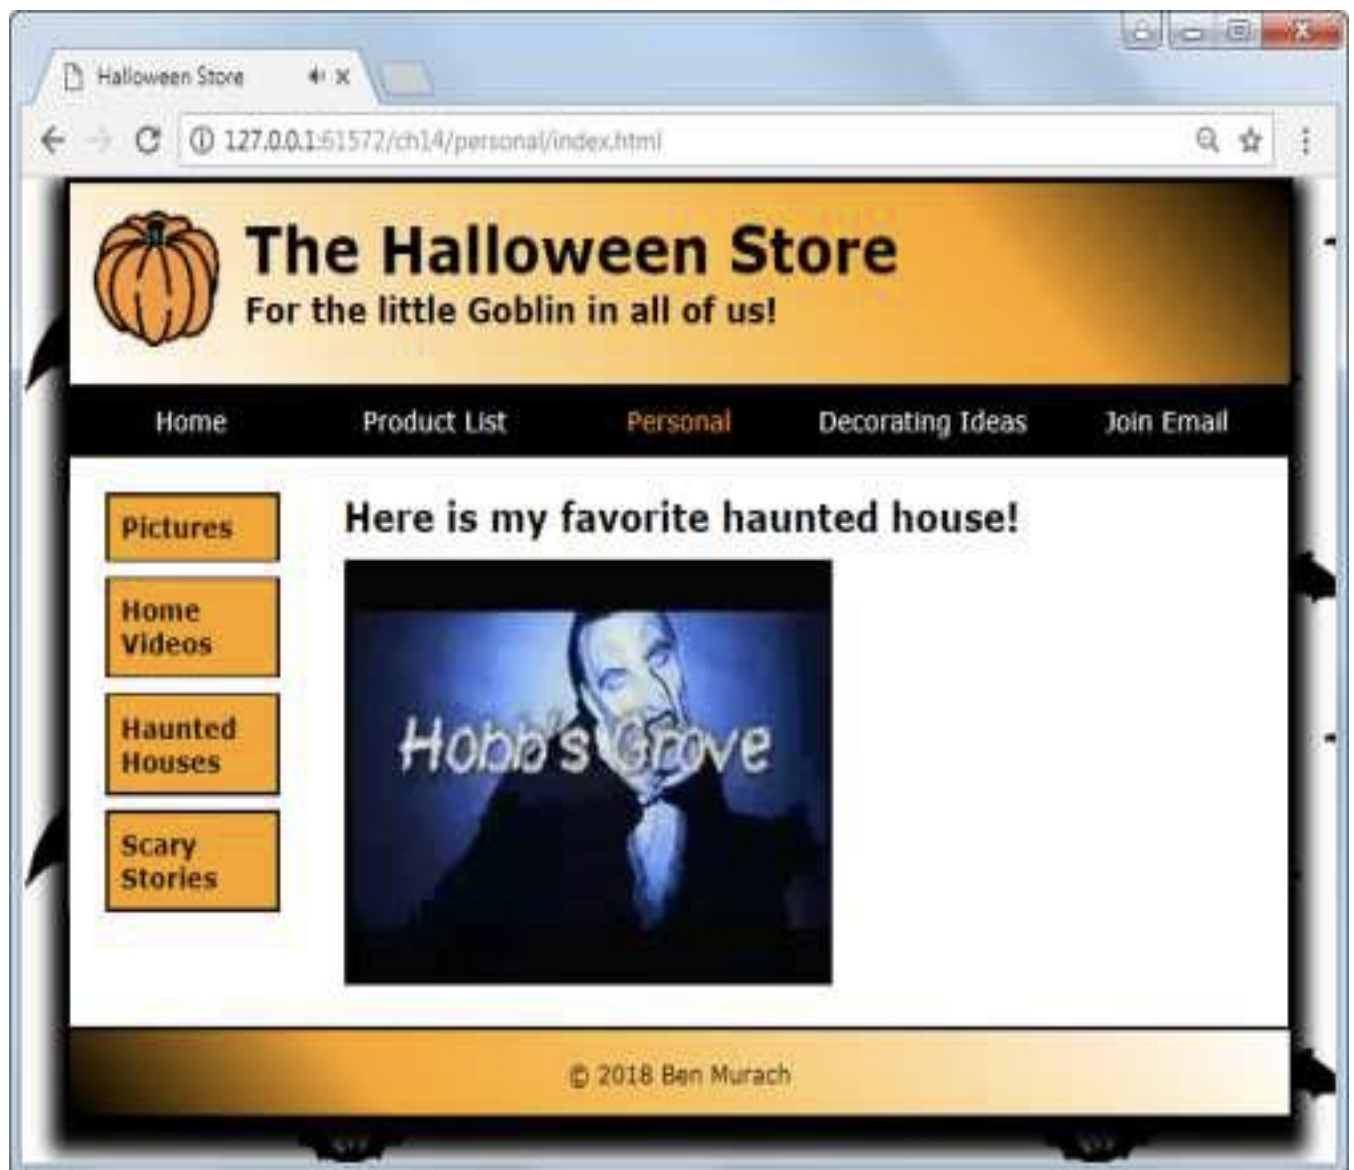 Halloween Store
127.0.0.1:61572/ch14/personal/index.html
The Halloween Store
For the little Goblin in all of us!
Home Product List Personal Decorating Ideas Join Email
Pictures
Home
Videos
Haunted
Houses
Scary
Stories
Here is my favorite haunted house!
Hobb's Grove
© 2018 Ben Murach